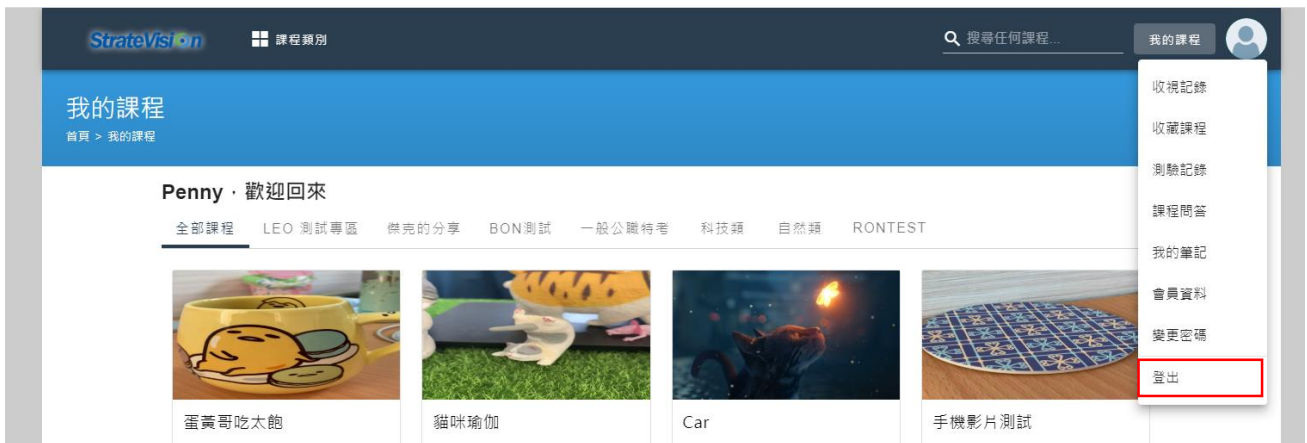 StrateVision
課程類別
搜尋任何課程...
我的課程
收視記錄
收藏課程
測驗記錄
課程問答
我的筆記
會員資料
變更密碼
登出
我的課程
首頁 > 我的課程
Penny，歡迎回來
全部課程 LEO 測試專區 傑克的分享 BON測試 一般公職特考 科技類 自然類 RONTEST
蛋黃哥吃太飽 貓咪瑜伽 Car 手機影片測試